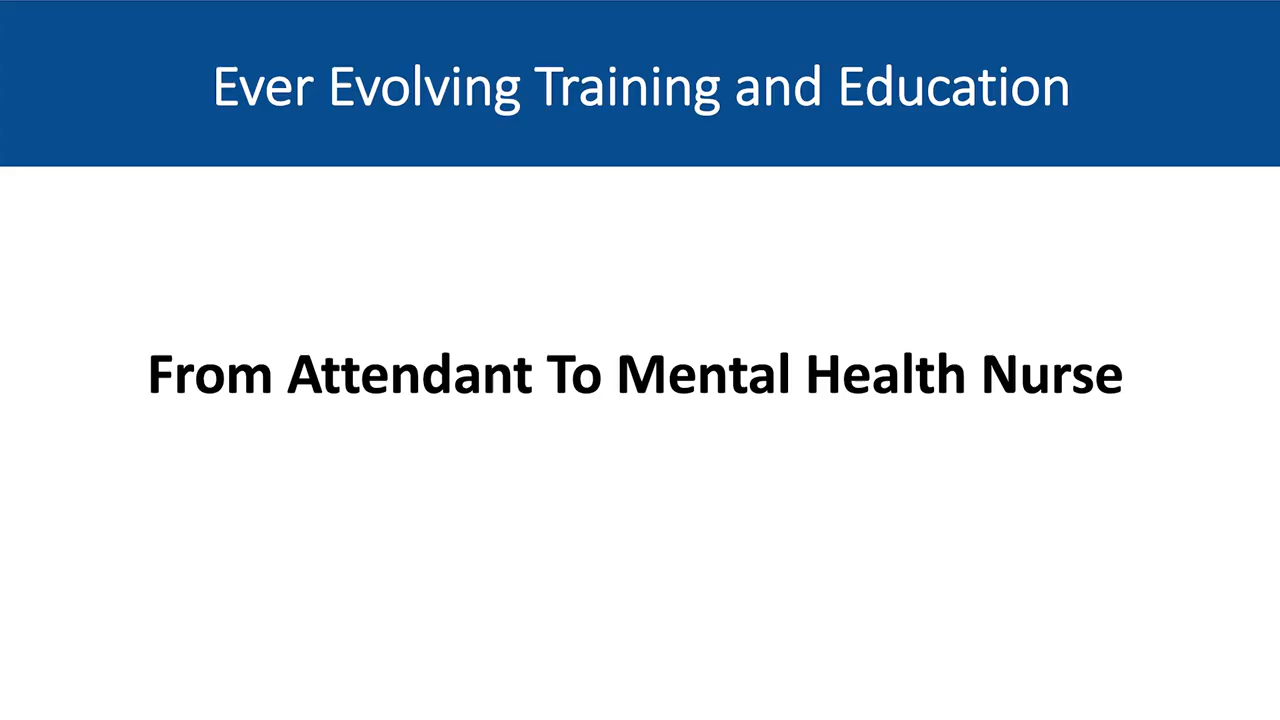 Ever Evolving Training and Education
From Attendant To Mental Health Nurse